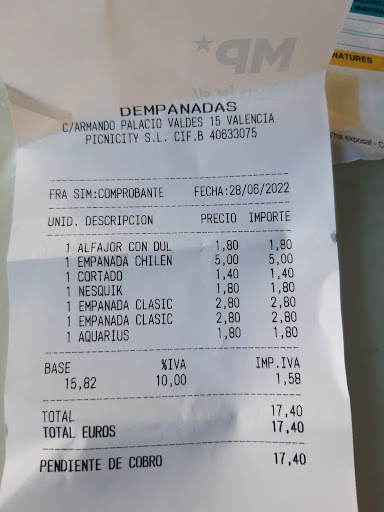 MP
NATURES
'ha exposat - C
DEMPANADAS
C/ARMANDO PALACIO VALDES 15 VALENCIA
PICNICITY S.L. CIF.B 40633075
FRA SIM:COMPROBANTE FECHA:28/06/2022
UNID. DESCRIPCION PRECIO IMPORTE
1 ALFAJOR CON DUL 1,80 1,80
1 EMPANADA CHILEN 5,00 5,00
1 CORTADO 1,40 1,40
1 NESQUIK 1,80 1,80
1 EMPANADA CLASIC 2,80 2,80
1 EMPANADA CLASIC 2,80 2,80
1 AQUARIUS 1,80 1,80
BASE %IVA IMP.IVA
15,82 10,00 1,58
TOTAL 17,40
TOTAL EUROS 17,40
PENDIENTE DE COBRO 17,40